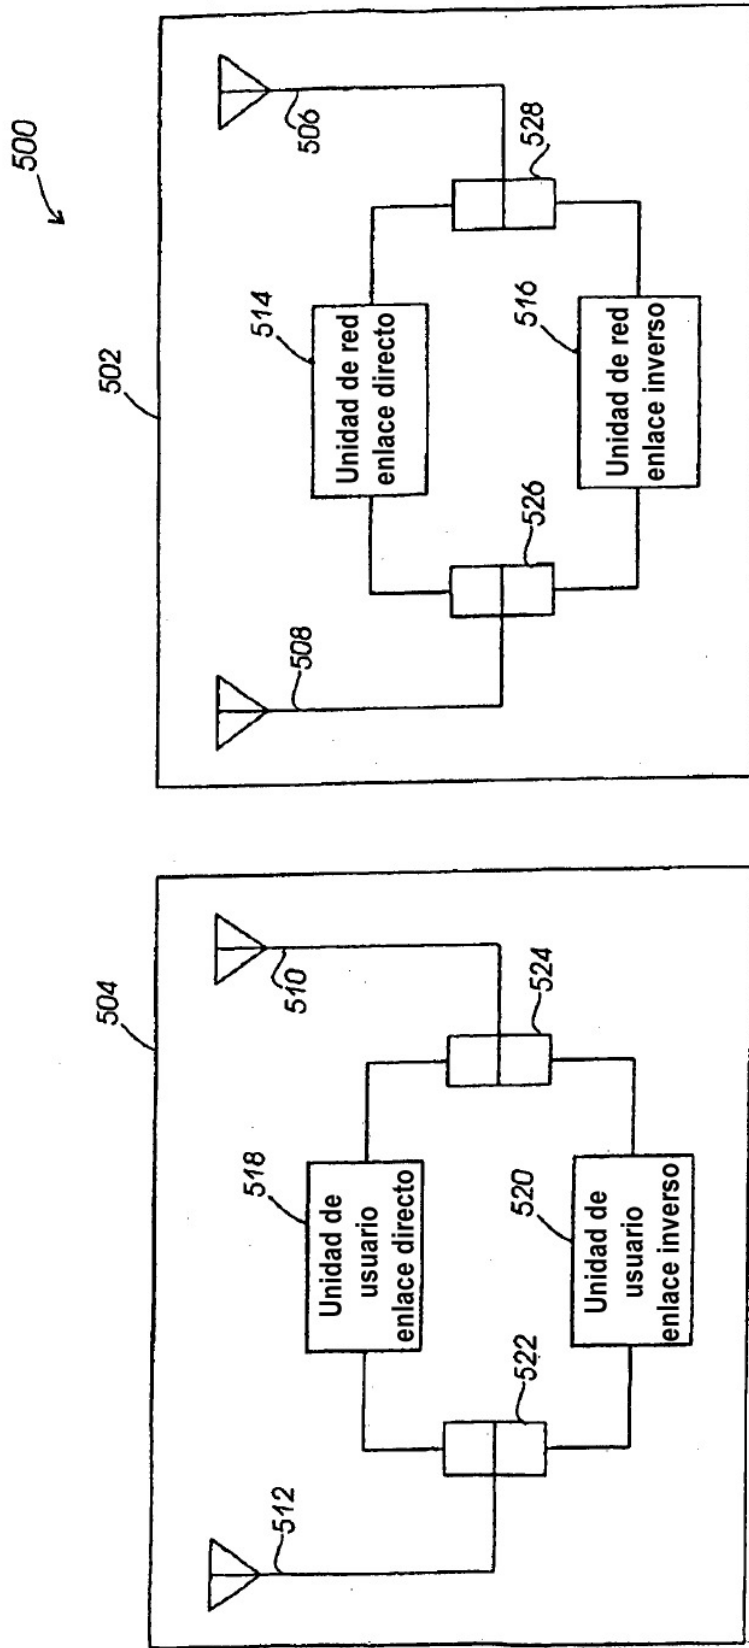 500
504
502
512
510
508
506
518
Unidad de
usuario
enlace directo
514
Unidad de red
enlace directo
522
524
526
528
520
Unidad de
usuario
enlace inverso
516
Unidad de red
enlace inverso